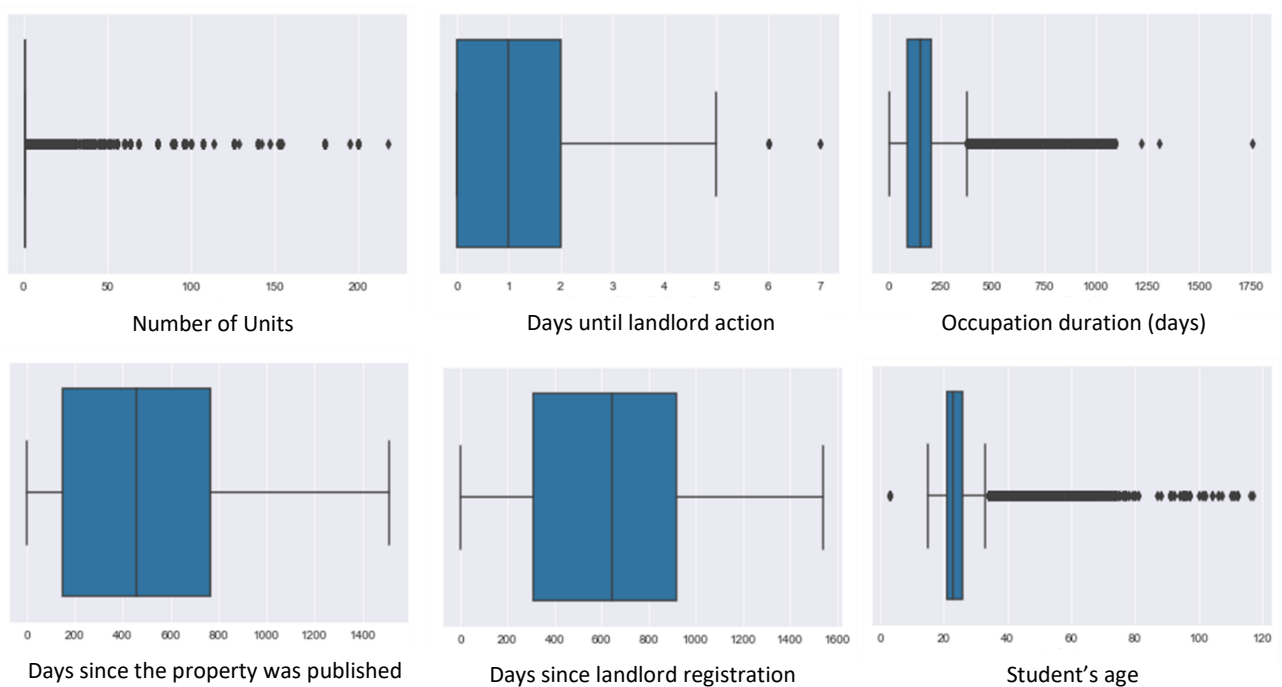 0 50 100 150 200
Number of Units
0 1 2 3 4 5 6 7
Days until landlord action
0 250 500 750 1000 1250 1500 1750
Occupation duration (days)
0 200 400 600 800 1000 1200 1400
Days since the property was published
0 200 400 600 800 1000 1200 1400 1600
Days since landlord registration
0 20 40 60 80 100 120
Student’s age